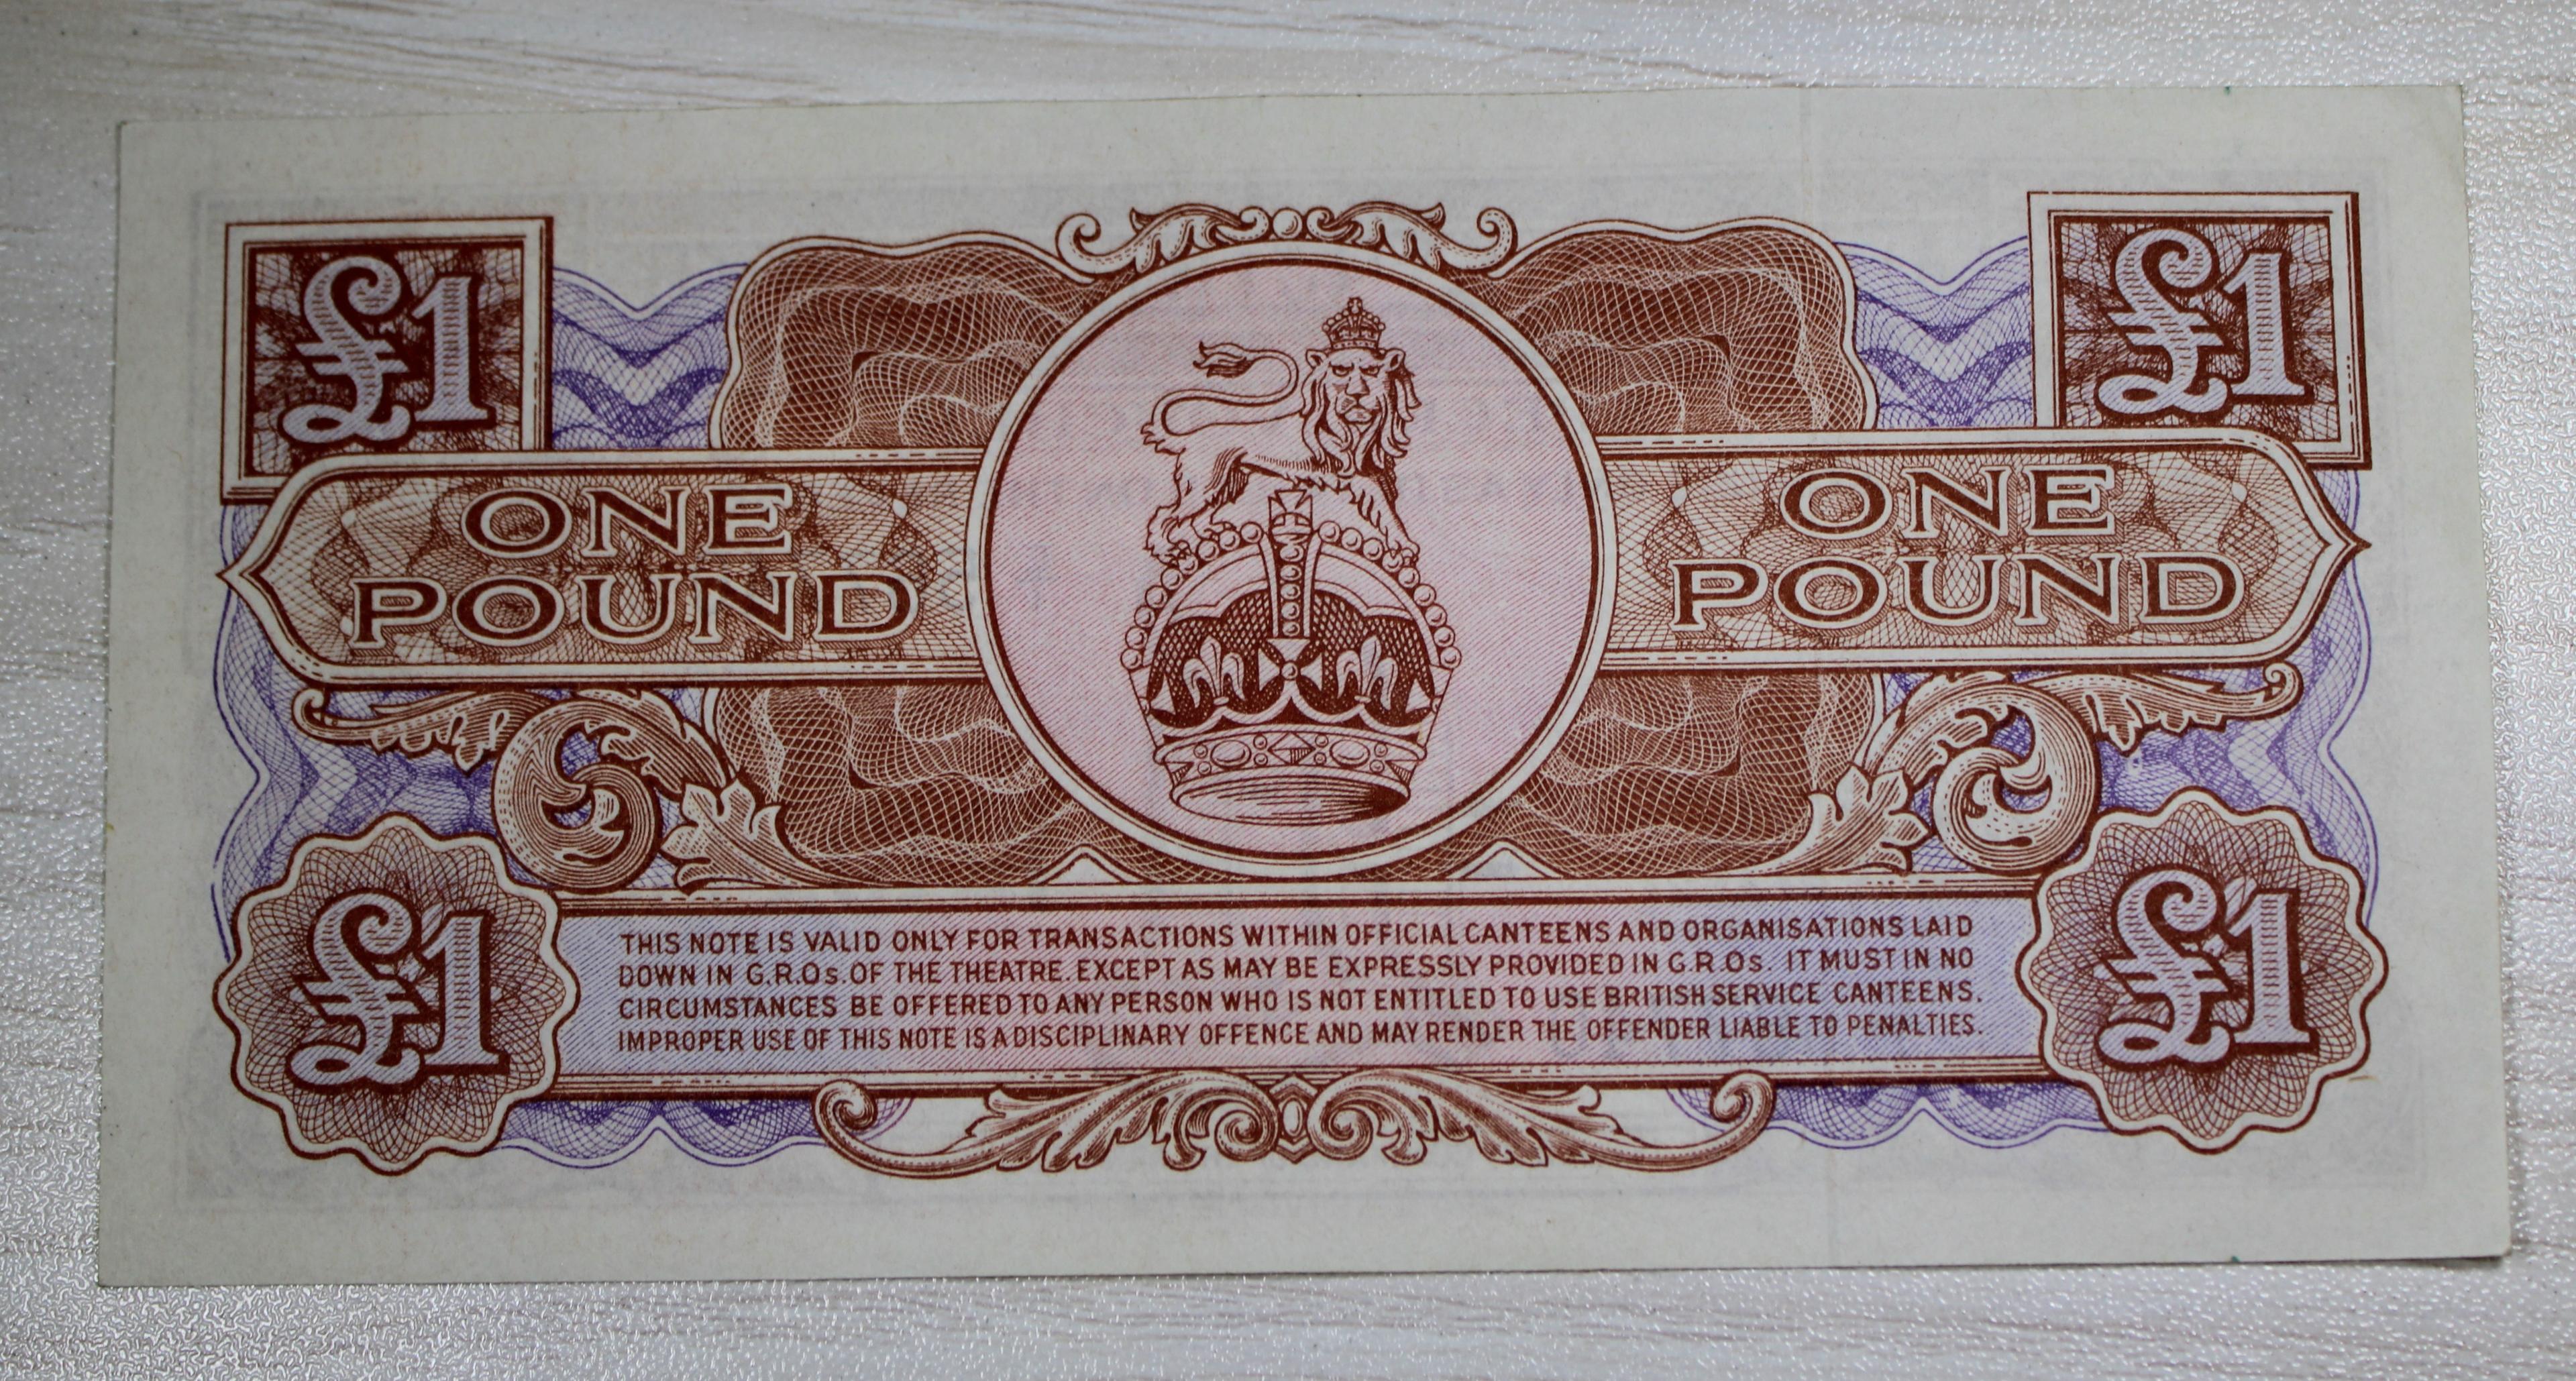 £1
£1
ONE
POUND
ONE
POUND
£1
£1
THIS NOTE IS VALID ONLY FOR TRANSACTIONS WITHIN OFFICIAL CANTEENS AND ORGANISATIONS LAID
DOWN IN G.R.Os. OF THE THEATRE. EXCEPT AS MAY BE EXPRESSLY PROVIDED IN G.R.Os. IT MUST IN NO
CIRCUMSTANCES BE OFFERED TO ANY PERSON WHO IS NOT ENTITLED TO USE BRITISH SERVICE CANTEENS.
IMPROPER USE OF THIS NOTE IS A DISCIPLINARY OFFENCE AND MAY RENDER THE OFFENDER LIABLE TO PENALTIES.